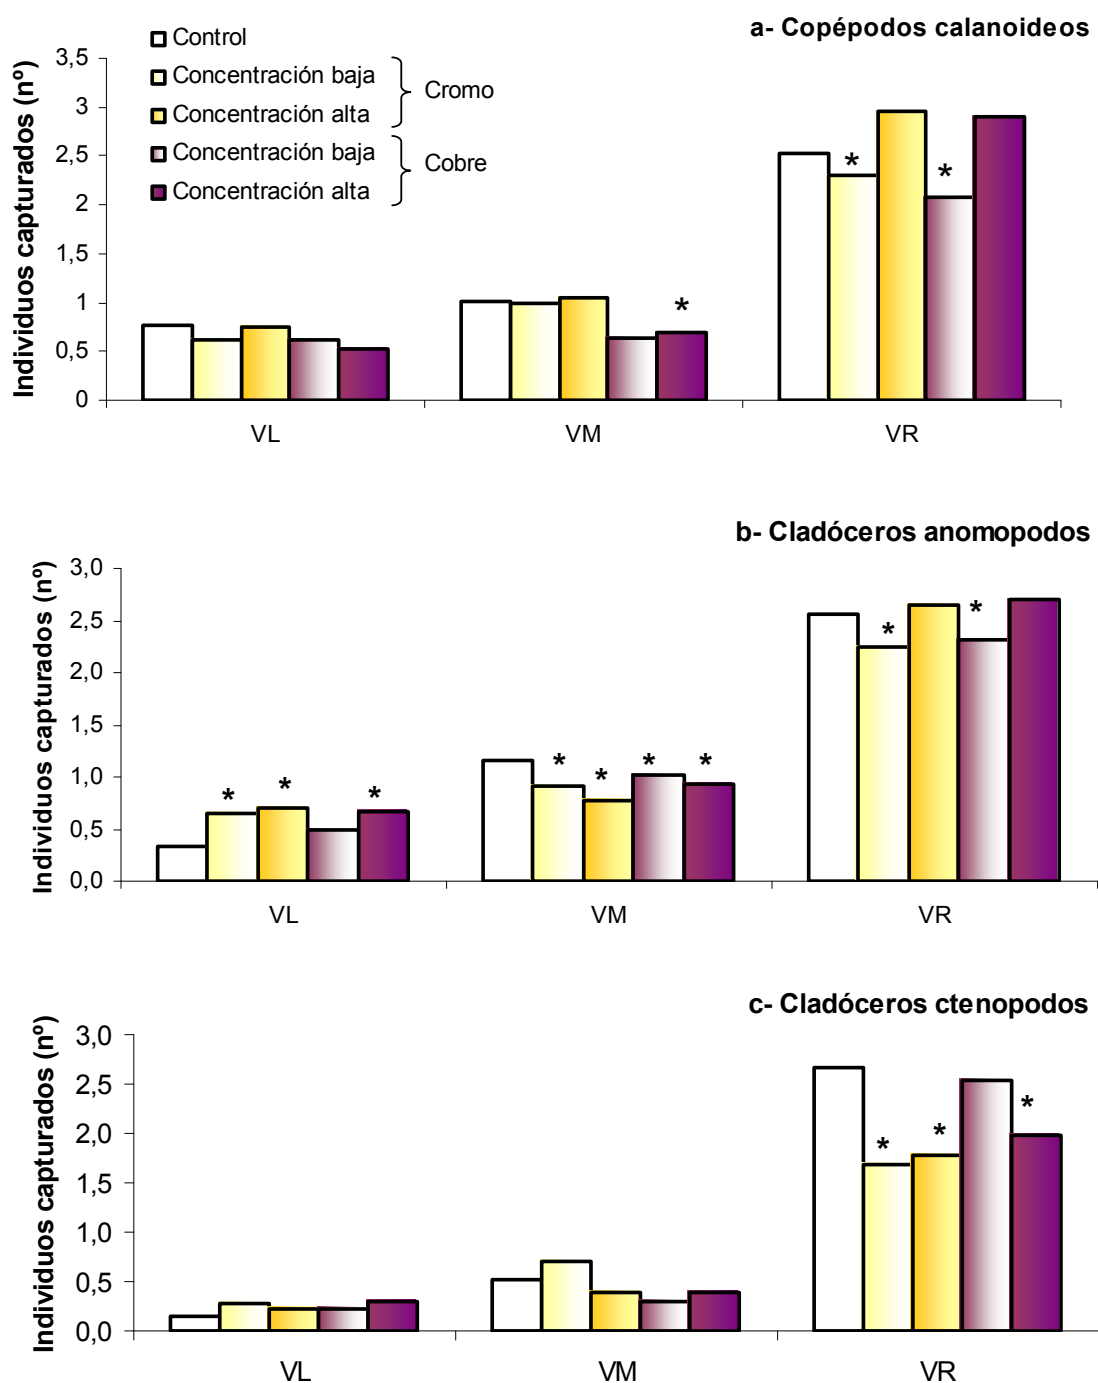 a- Copépodos calanoideos
Individuos capturados (nº)
Control
Concentración baja
Concentración alta
Cromo
Concentración baja
Concentración alta
Cobre
3,5
3
2,5
2
1,5
1
0,5
0
* * *
VL VM VR
b- Cladóceros anomopodos
Individuos capturados (nº)
3,0
2,5
2,0
1,5
1,0
0,5
0,0
* * * * * * * * *
VL VM VR
c- Cladóceros ctenopodos
Individuos capturados (nº)
3,0
2,5
2,0
1,5
1,0
0,5
0,0
* * *
VL VM VR